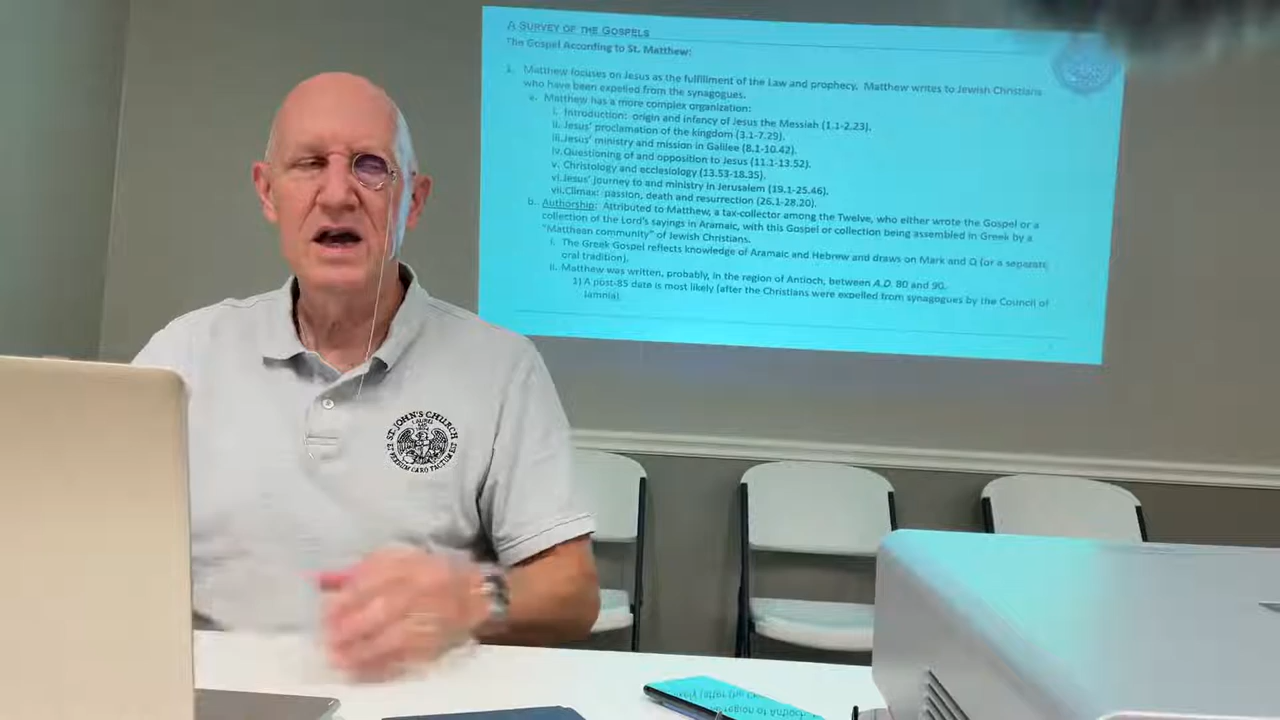 A SURVEY OF THE GOSPELS
The Gospel According to St. Matthew:
Matthew focuses on Jesus as the fulfillment of the Law and prophecy. Matthew writes to Jewish Christians
who have been expelled from the synagogues.
a. Matthew has a more complex organization:
i. Introduction: origin and infancy of Jesus the Messiah (1.1-2.23).
ii. Jesus' proclamation of the kingdom (3.1-7.29).
iii. Jesus' ministry and mission in Galilee (8.1-10.42).
iv. Questioning of and opposition to Jesus (11.1-13.52).
v. Christology and ecclesiology (13.53-18.35).
vi. Jesus' journey to and ministry in Jerusalem (19.1-25.46).
vii. Climax: passion, death and resurrection (26.1-28.20).
b. Authorship: Attributed to Matthew, a tax-collector among the Twelve, who either wrote the Gospel or a
collection of the Lord's sayings in Aramaic, with this Gospel or collection being assembled in Greek by a
"Matthean community" of Jewish Christians.
i. The Greek Gospel reflects knowledge of Aramaic and Hebrew and draws on Mark and Q (or a separate
oral tradition).
ii. Matthew was written, probably, in the region of Antioch, between A.D. 80 and 90.
1) A post-85 date is most likely (after the Christians were expelled from synagogues by the Council of
Jamnia)
ST. JOHN'S CHURCH
VERBUM CARO FACTUM EST